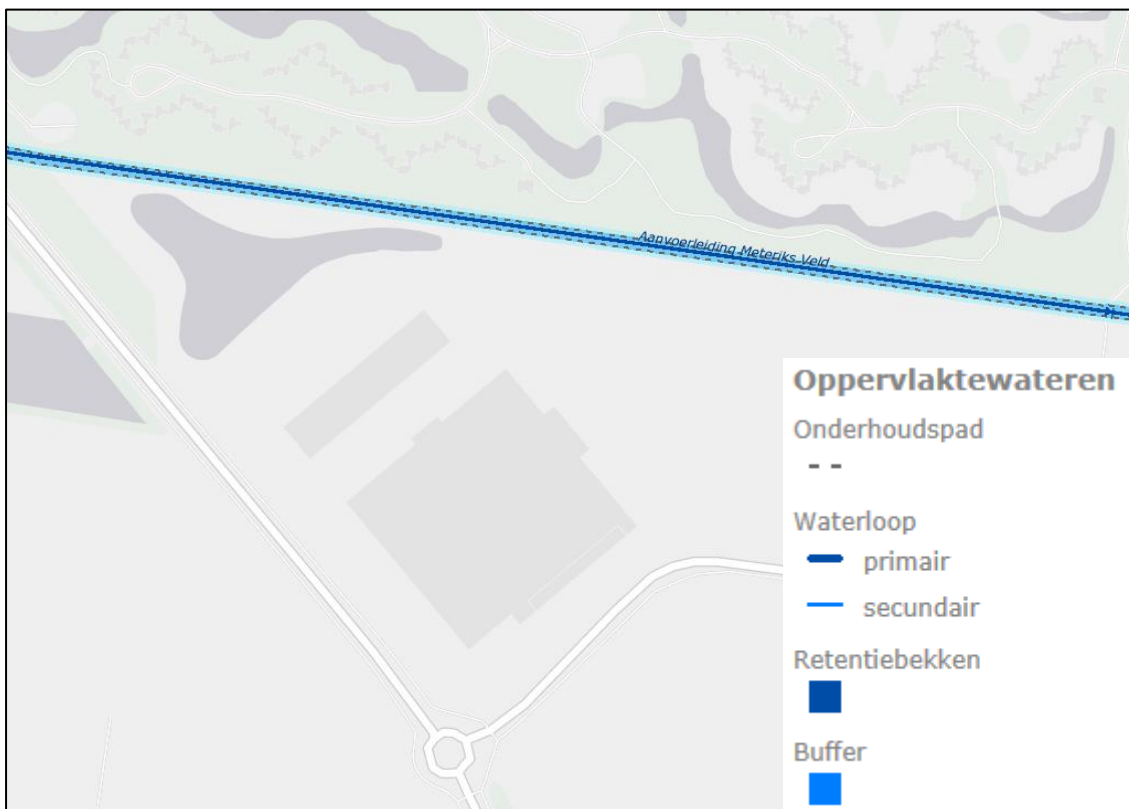 Aanvoerleiding Meteriks Veld
Oppervlaktewateren
Onderhoudspad
Waterloop
primair
secundair
Retentiebekken
Buffer